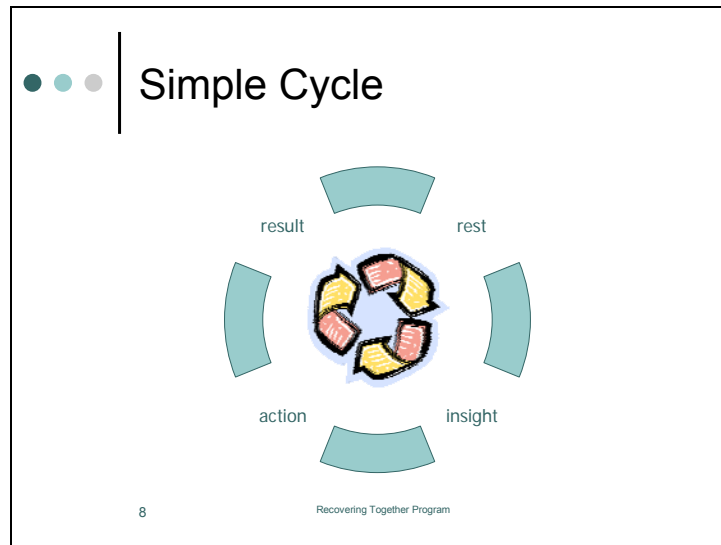 Simple Cycle
result
rest
action
insight
8
Recovering Together Program